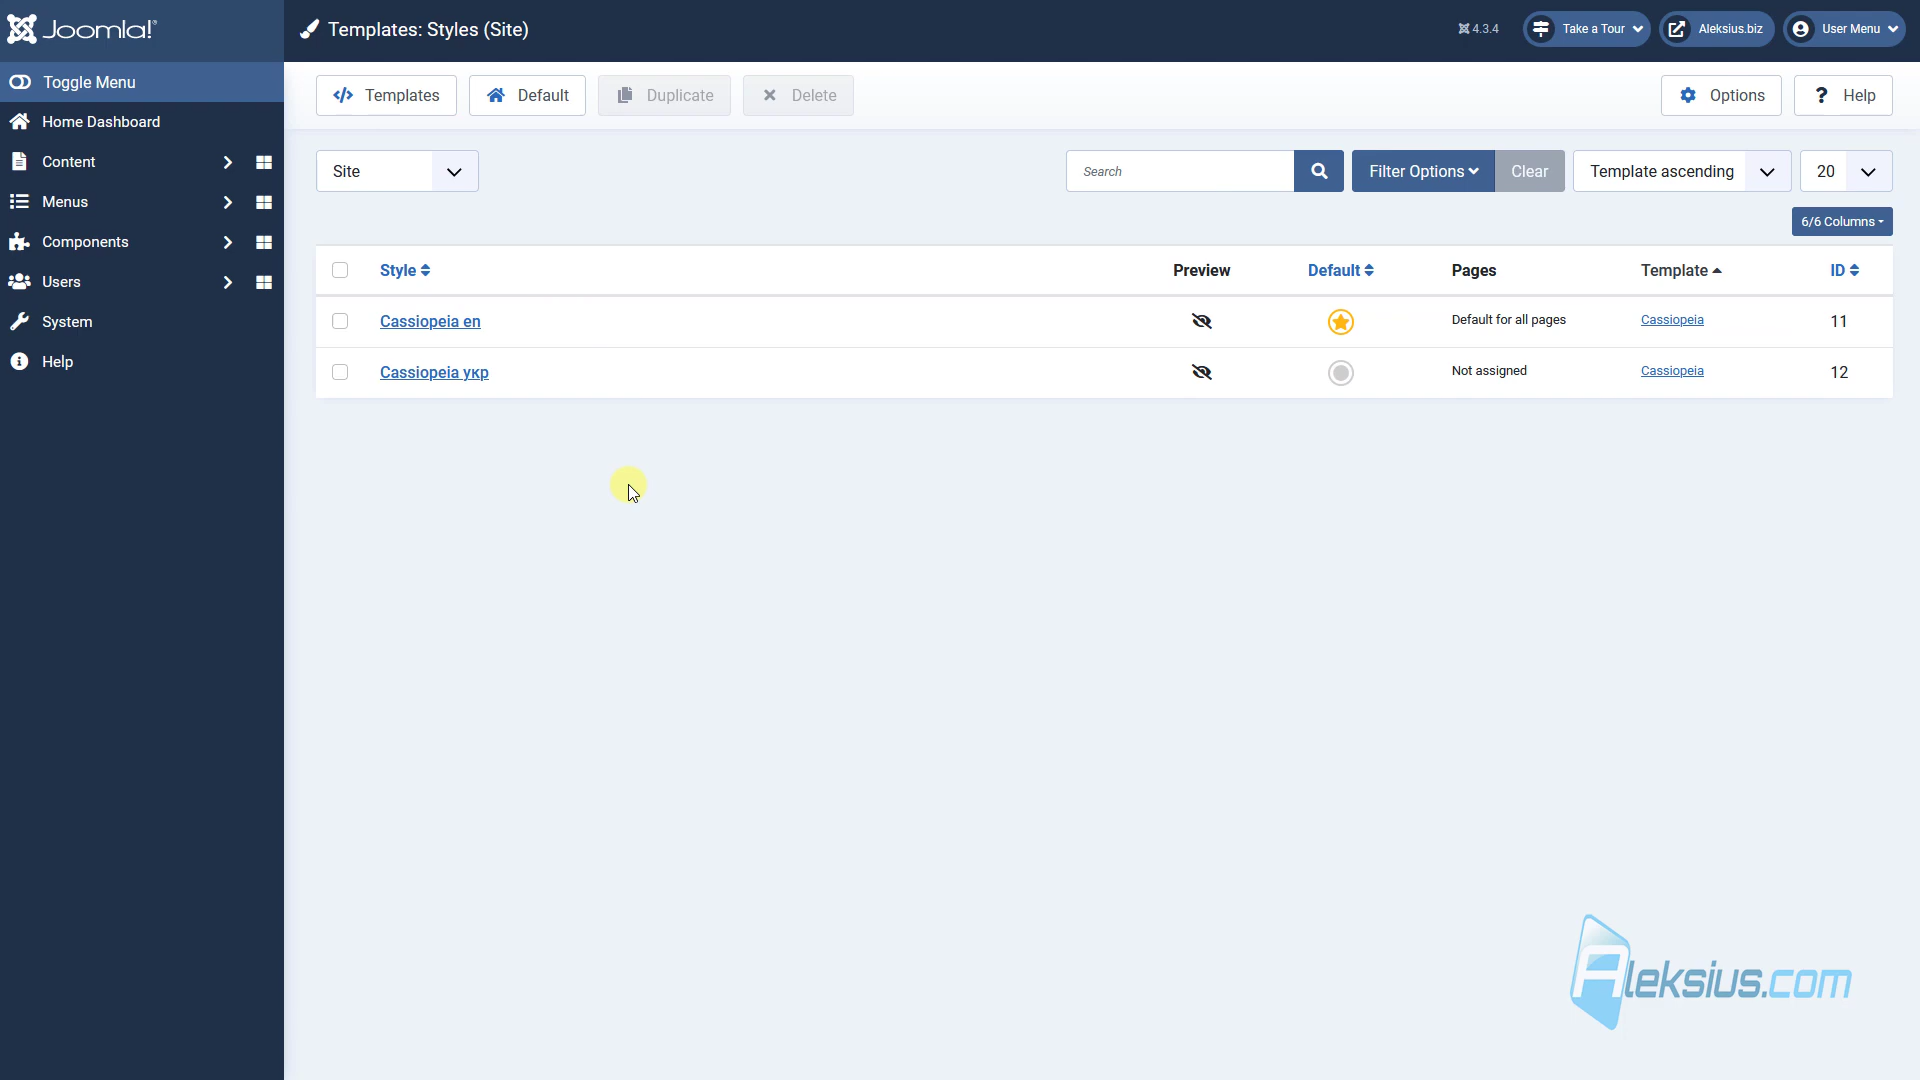 Joomla!
Templates: Styles (Site)
4.3.4
Take a Tour
Aleksius.biz
User Menu
Toggle Menu
Home Dashboard
Content
Menus
Components
Users
System
Help
Templates
Default
Duplicate
Delete
Options
? Help
Site
Search
Filter Options
Clear
Template ascending
20
6/6 Columns
Style Preview Default Pages Template ID
Cassiopeia en Default for all pages Cassiopeia 11
Cassiopeia укр Not assigned Cassiopeia 12
Aleksius.com